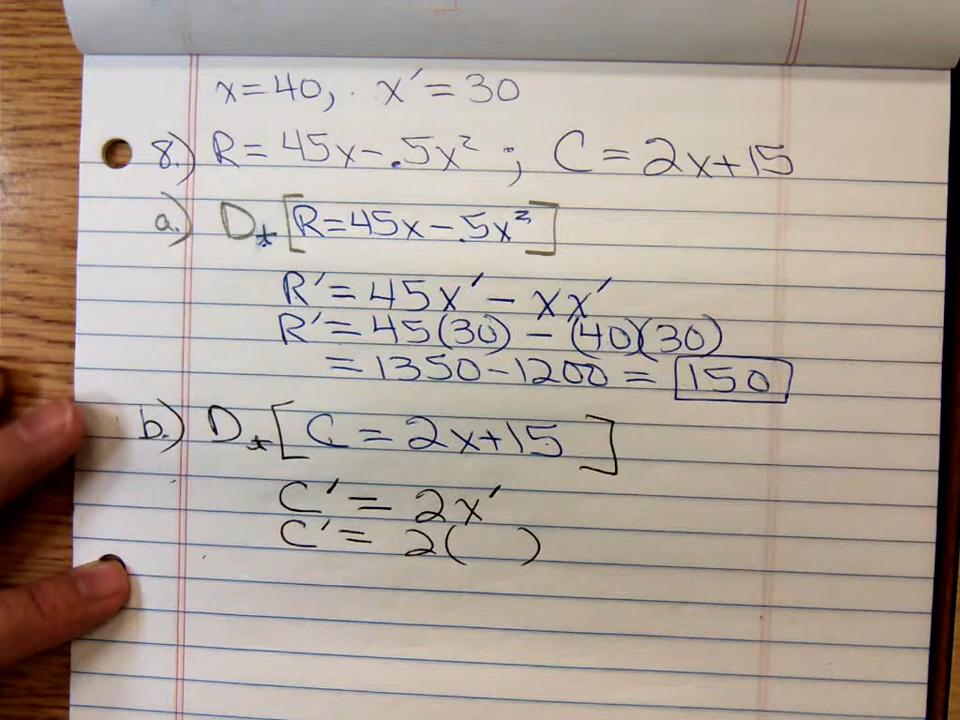 x=40, x′=30
8.) R= 45x-.5x² ; C=2x+15
a.) Dₜ [R=45x-.5x²]
R′=45x′-xx′
R′=45(30)-(40)(30)
=1350-1200=150
b.) Dₜ [C=2x+15]
C′=2x′
C′=2( )